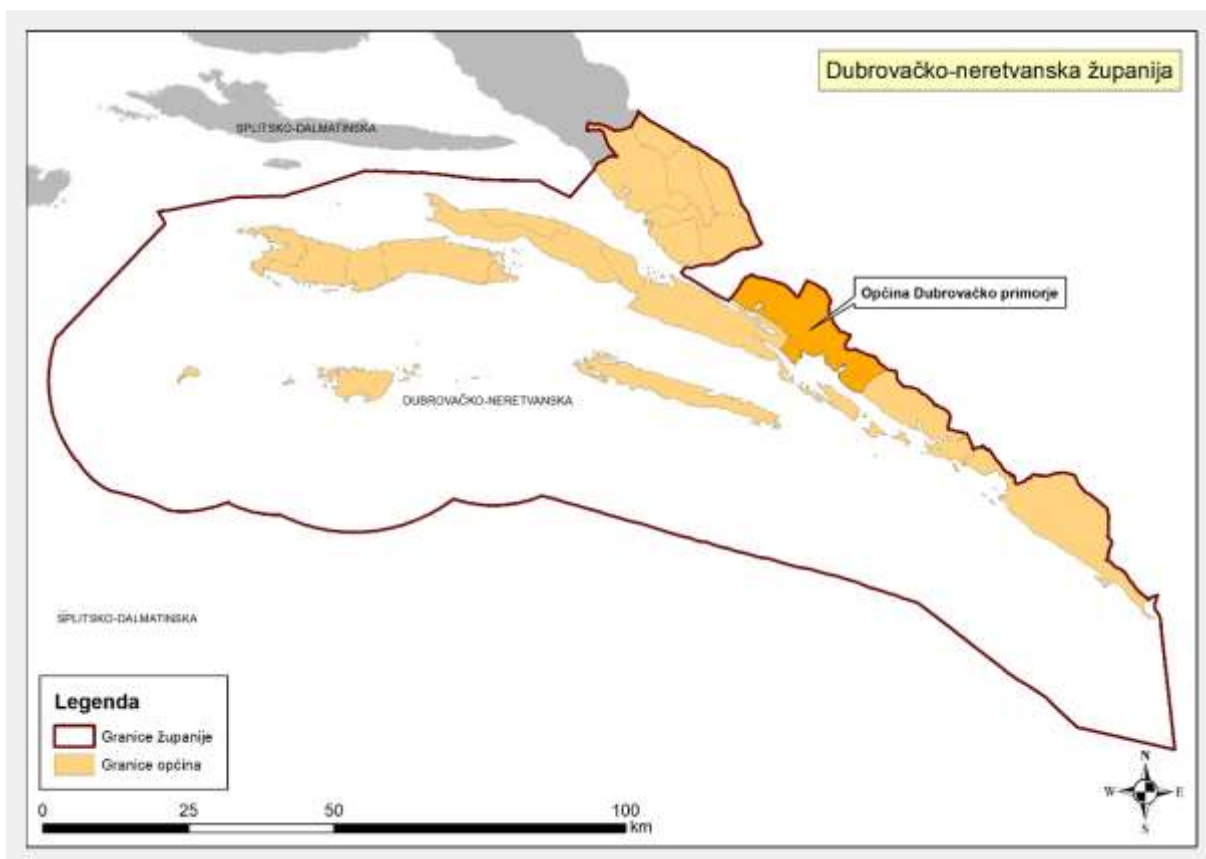 Dubrovačko-neretvanska županija
SPLITSKO-DALMATINSKA
Općina Dubrovačko primorje
DUBROVAČKO-NERETVANSKA
SPLITSKO-DALMATINSKA
Legenda
Granice županije
Granice općina
N
W E
S
0 25 50 100
km